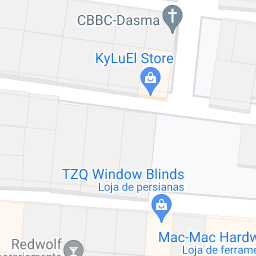 CBBC-Dasma
KyLuEl Store
TZQ Window Blinds
Loja de persianas
Mac-Mac Hardw
Loja de ferrame
Redwolf